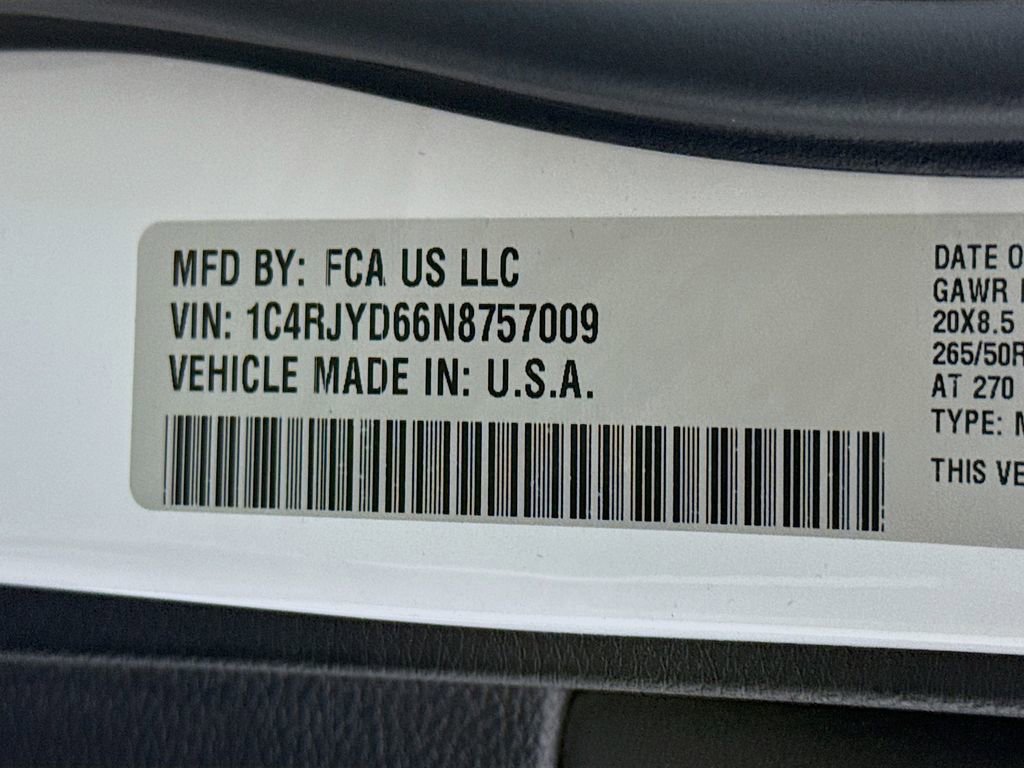 MFD BY: FCA US LLC
VIN: 1C4RJYD66N8757009
VEHICLE MADE IN: U.S.A.
DATE O
GAWR
20X8.5
265/50R
AT 270
TYPE:
THIS VE